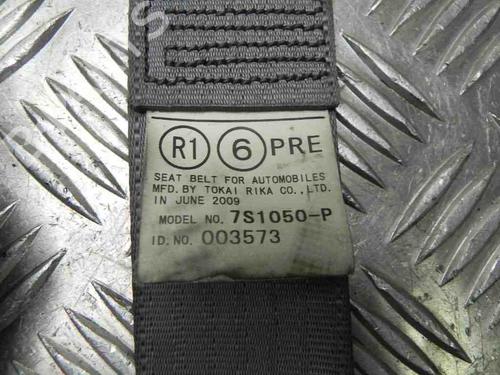 R1 6 PRE
SEAT BELT FOR AUTOMOBILES
MFD. BY TOKAI RIKA CO., LTD.
IN JUNE 2009
MODEL NO. 7S1050-P
ID. NO. 003573